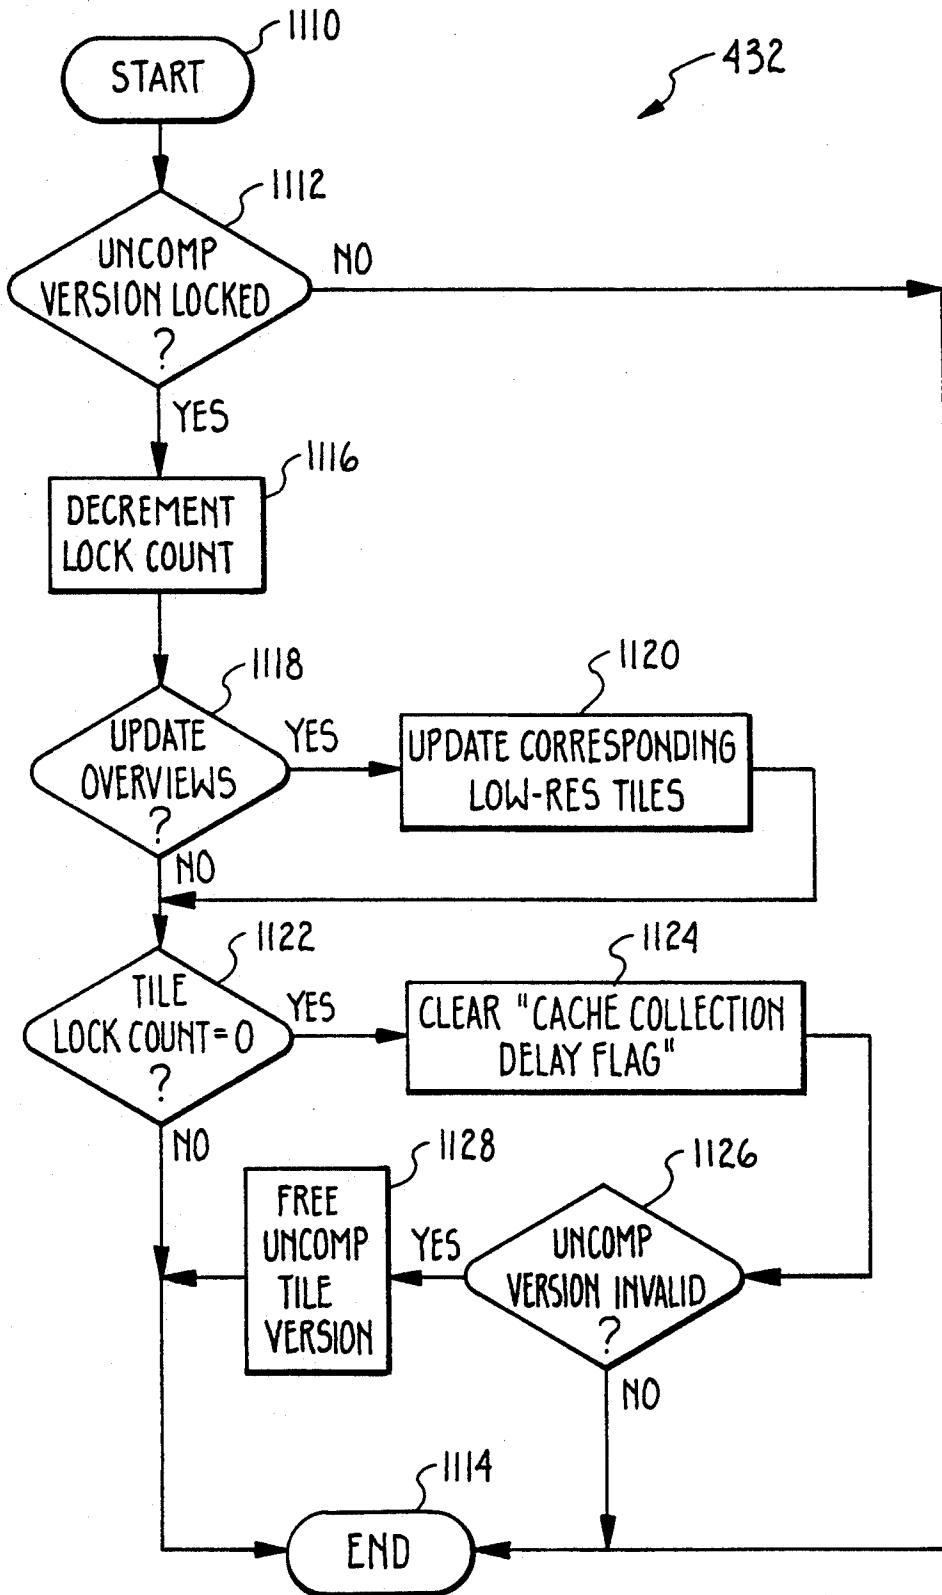 1110
START
432
1112
UNCOMP
VERSION LOCKED
?
NO
YES
1116
DECREMENT
LOCK COUNT
1118
UPDATE
OVERVIEWS
?
YES
1120
UPDATE CORRESPONDING
LOW-RES TILES
NO
1122
TILE
LOCK COUNT = 0
?
YES
1124
CLEAR "CACHE COLLECTION
DELAY FLAG"
NO
1128
FREE
UNCOMP
TILE
VERSION
YES
1126
UNCOMP
VERSION INVALID
?
NO
1114
END